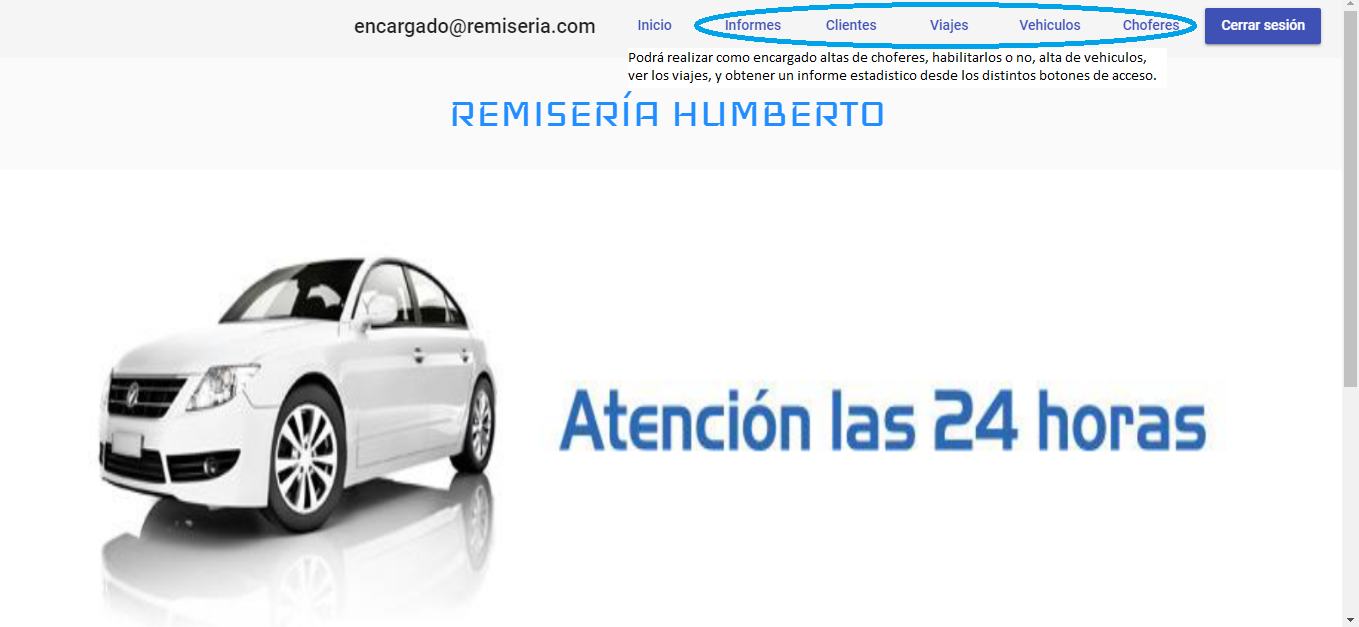 encargado@remiseria.com Inicio Informes Clientes Viajes Vehiculos Choferes Cerrar sesión
Podrá realizar como encargado altas de choferes, habilitarlos o no, alta de vehiculos,
ver los viajes, y obtener un informe estadistico desde los distintos botones de acceso.
REMISERÍA HUMBERTO
Atención las 24 horas